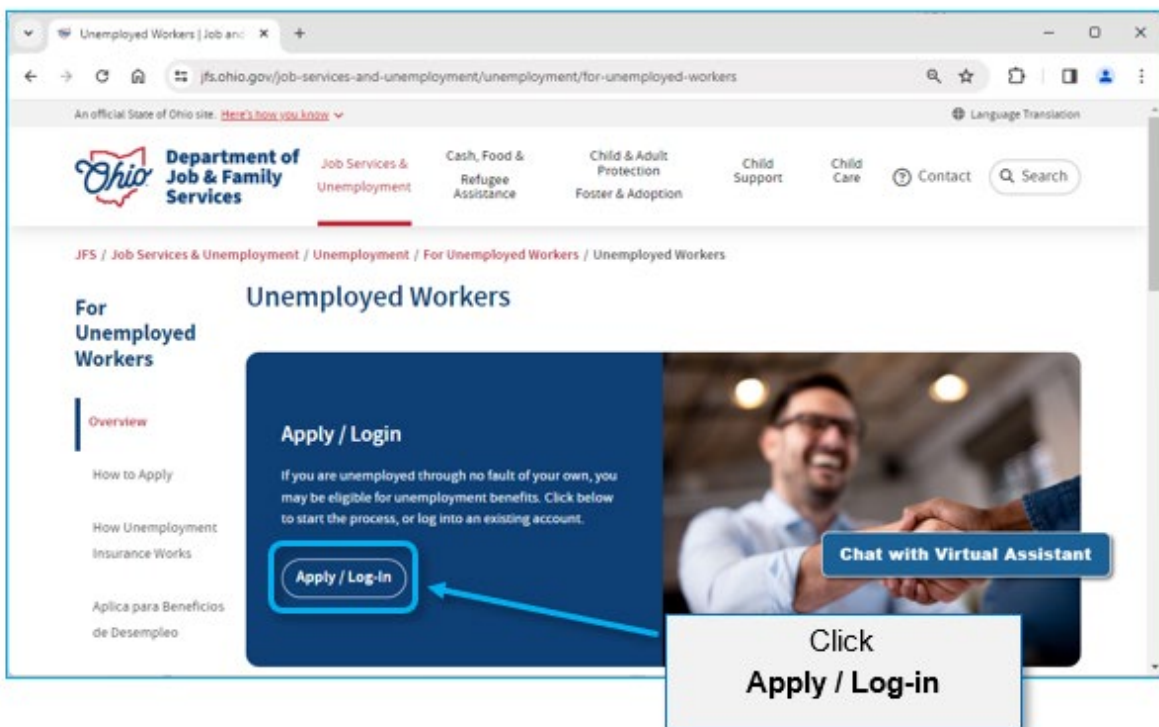 Unemployed Workers | Job and
jfs.ohio.gov/job-services-and-unemployment/unemployment/for-unemployed-workers
An official State of Ohio site. Here's how you know
Language Translation
Ohio
Department of
Job & Family
Services
Job Services &
Unemployment
Cash, Food &
Refugee
Assistance
Child & Adult
Protection
Foster & Adoption
Child
Support
Child
Care
Contact
Search
JFS / Job Services & Unemployment / Unemployment / For Unemployed Workers / Unemployed Workers
For
Unemployed
Workers
Overview
How to Apply
How Unemployment
Insurance Works
Aplica para Beneficios
de Desempleo
Unemployed Workers
Apply / Login
If you are unemployed through no fault of your own, you
may be eligible for unemployment benefits. Click below
to start the process, or log into an existing account.
Apply / Log-In
Chat with Virtual Assistant
Click
Apply / Log-in